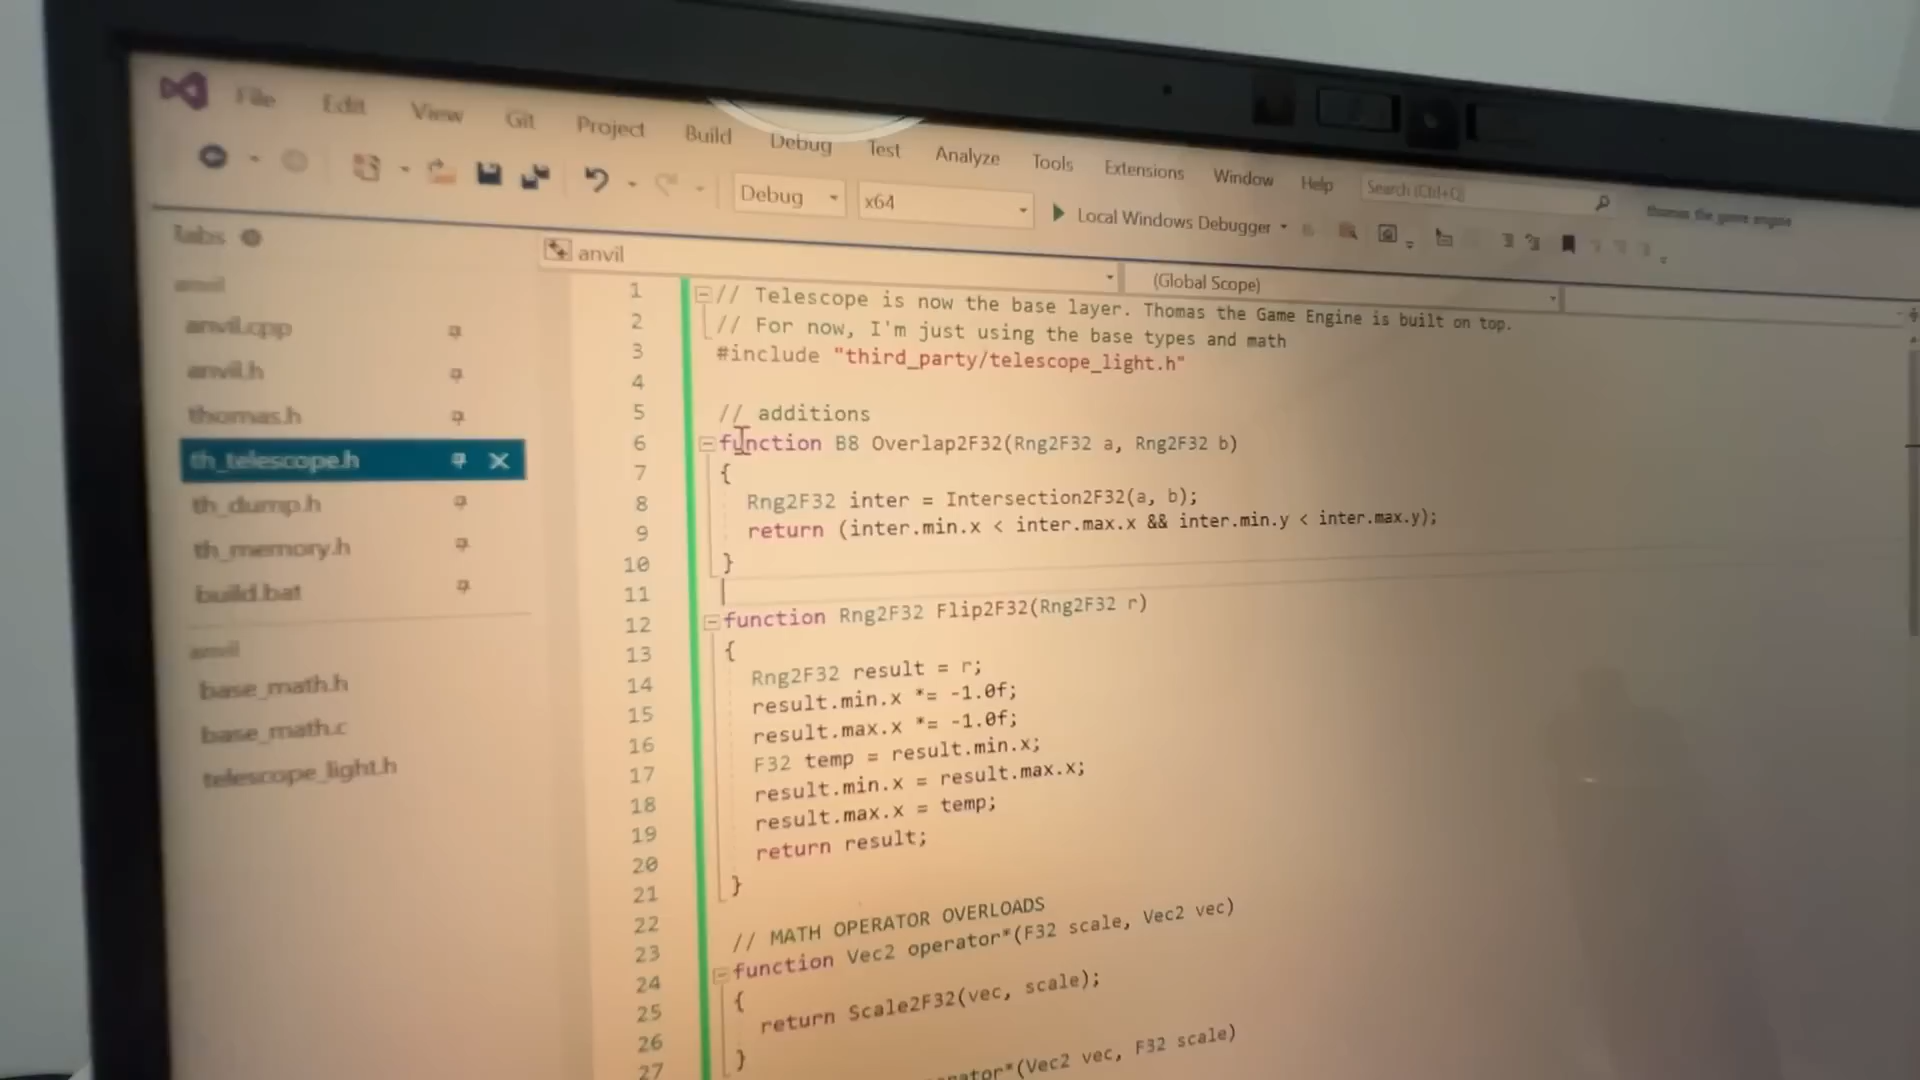 File Edit View Git Project Build Debug Test Analyze Tools Extensions Window Help Search (Ctrl+Q) thomas the game engine
Debug x64 Local Windows Debugger
Tabs
anvil
anvil.cpp
anvil.h
thomas.h
th_telescope.h
th_dump.h
th_memory.h
build.bat
anvil
base_math.h
base_math.c
telescope_light.h
anvil (Global Scope)
1 // Telescope is now the base layer. Thomas the Game Engine is built on top.
2 // For now, I'm just using the base types and math
3 #include "third_party/telescope_light.h"
4
5 // additions
6 function B8 Overlap2F32(Rng2F32 a, Rng2F32 b)
7 {
8 Rng2F32 inter = Intersection2F32(a, b);
9 return (inter.min.x < inter.max.x && inter.min.y < inter.max.y);
10 }
11
12 function Rng2F32 Flip2F32(Rng2F32 r)
13 {
14 Rng2F32 result = r;
15 result.min.x *= -1.0f;
16 result.max.x *= -1.0f;
17 F32 temp = result.min.x;
18 result.min.x = result.max.x;
19 result.max.x = temp;
20 return result;
21 }
22
23 // MATH OPERATOR OVERLOADS
24 function Vec2 operator*(F32 scale, Vec2 vec)
25 {
26 return Scale2F32(vec, scale);
27 }
(Vec2 vec, F32 scale)